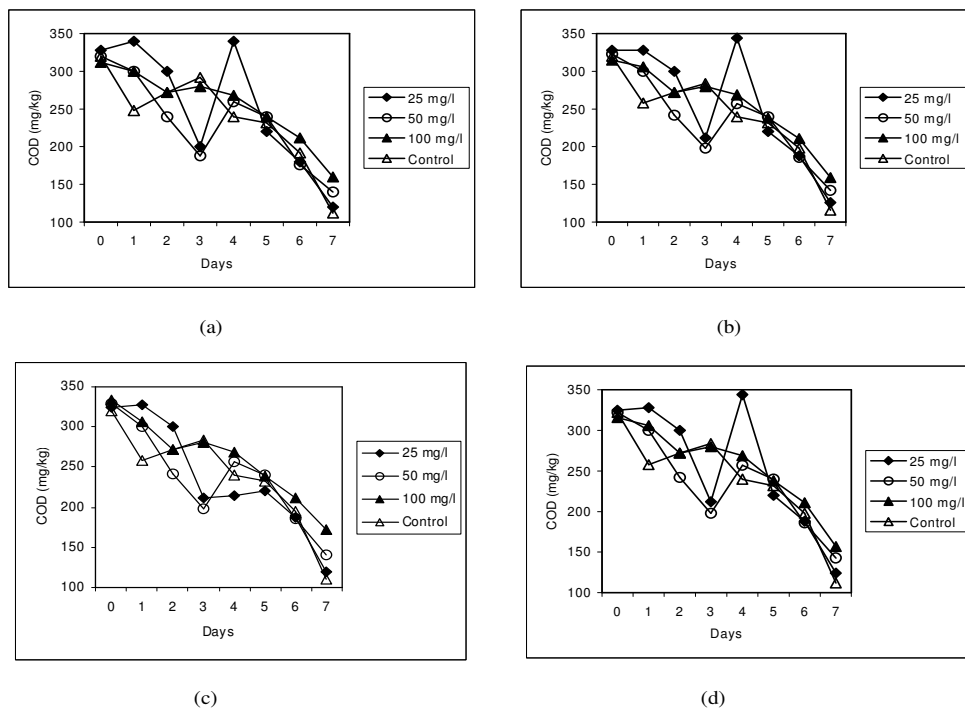 350
300
250
200
150
100
COD (mg/kg)
0 1 2 3 4 5 6 7
Days
25 mg/l
50 mg/l
100 mg/l
Control
(a)
350
300
250
200
150
100
COD (mg/kg)
0 1 2 3 4 5 6 7
Days
25 mg/l
50 mg/l
100 mg/l
Control
(b)
350
300
250
200
150
100
COD (mg/kg)
0 1 2 3 4 5 6 7
Days
25 mg/l
50 mg/l
100 mg/l
Control
(c)
350
300
250
200
150
100
COD (mg/kg)
0 1 2 3 4 5 6 7
Days
25 mg/l
50 mg/l
100 mg/l
Control
(d)